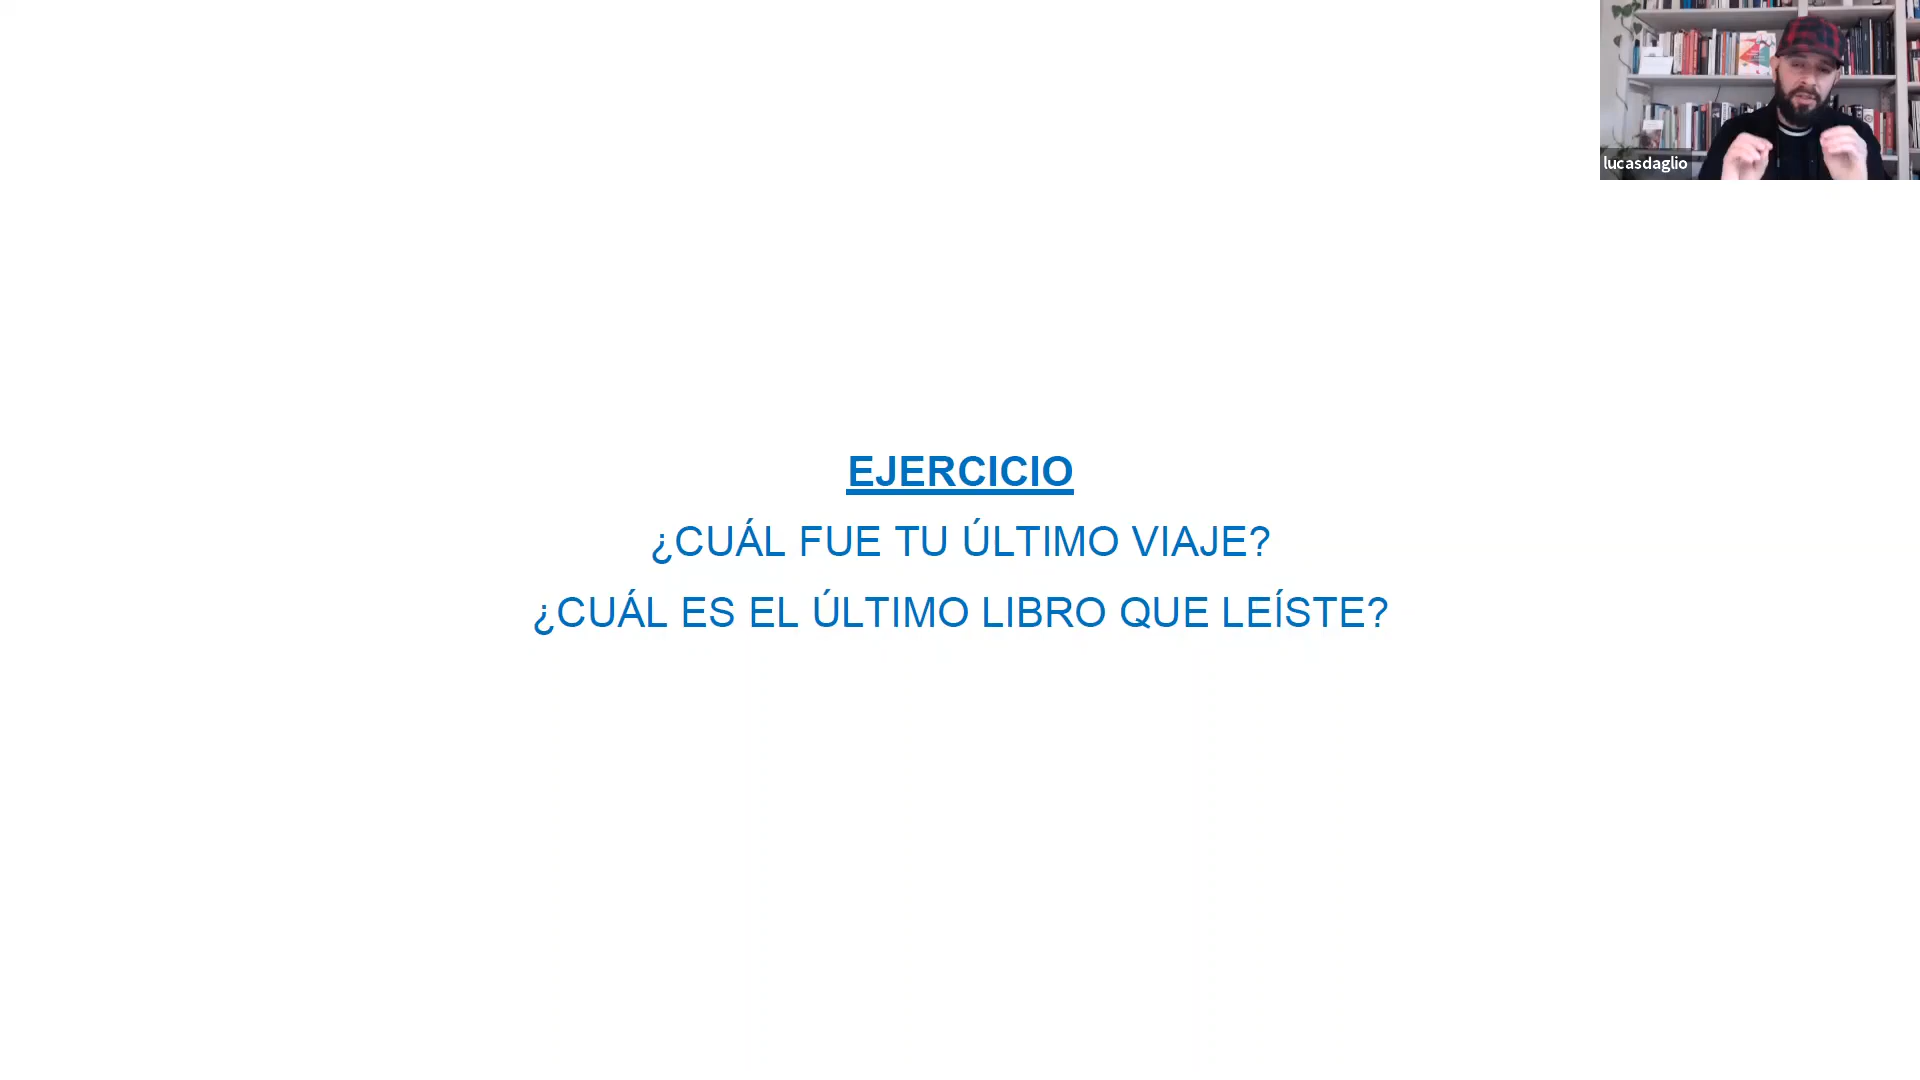 lucasdaglio
EJERCICIO
¿CUÁL FUE TU ÚLTIMO VIAJE?
¿CUÁL ES EL ÚLTIMO LIBRO QUE LEÍSTE?